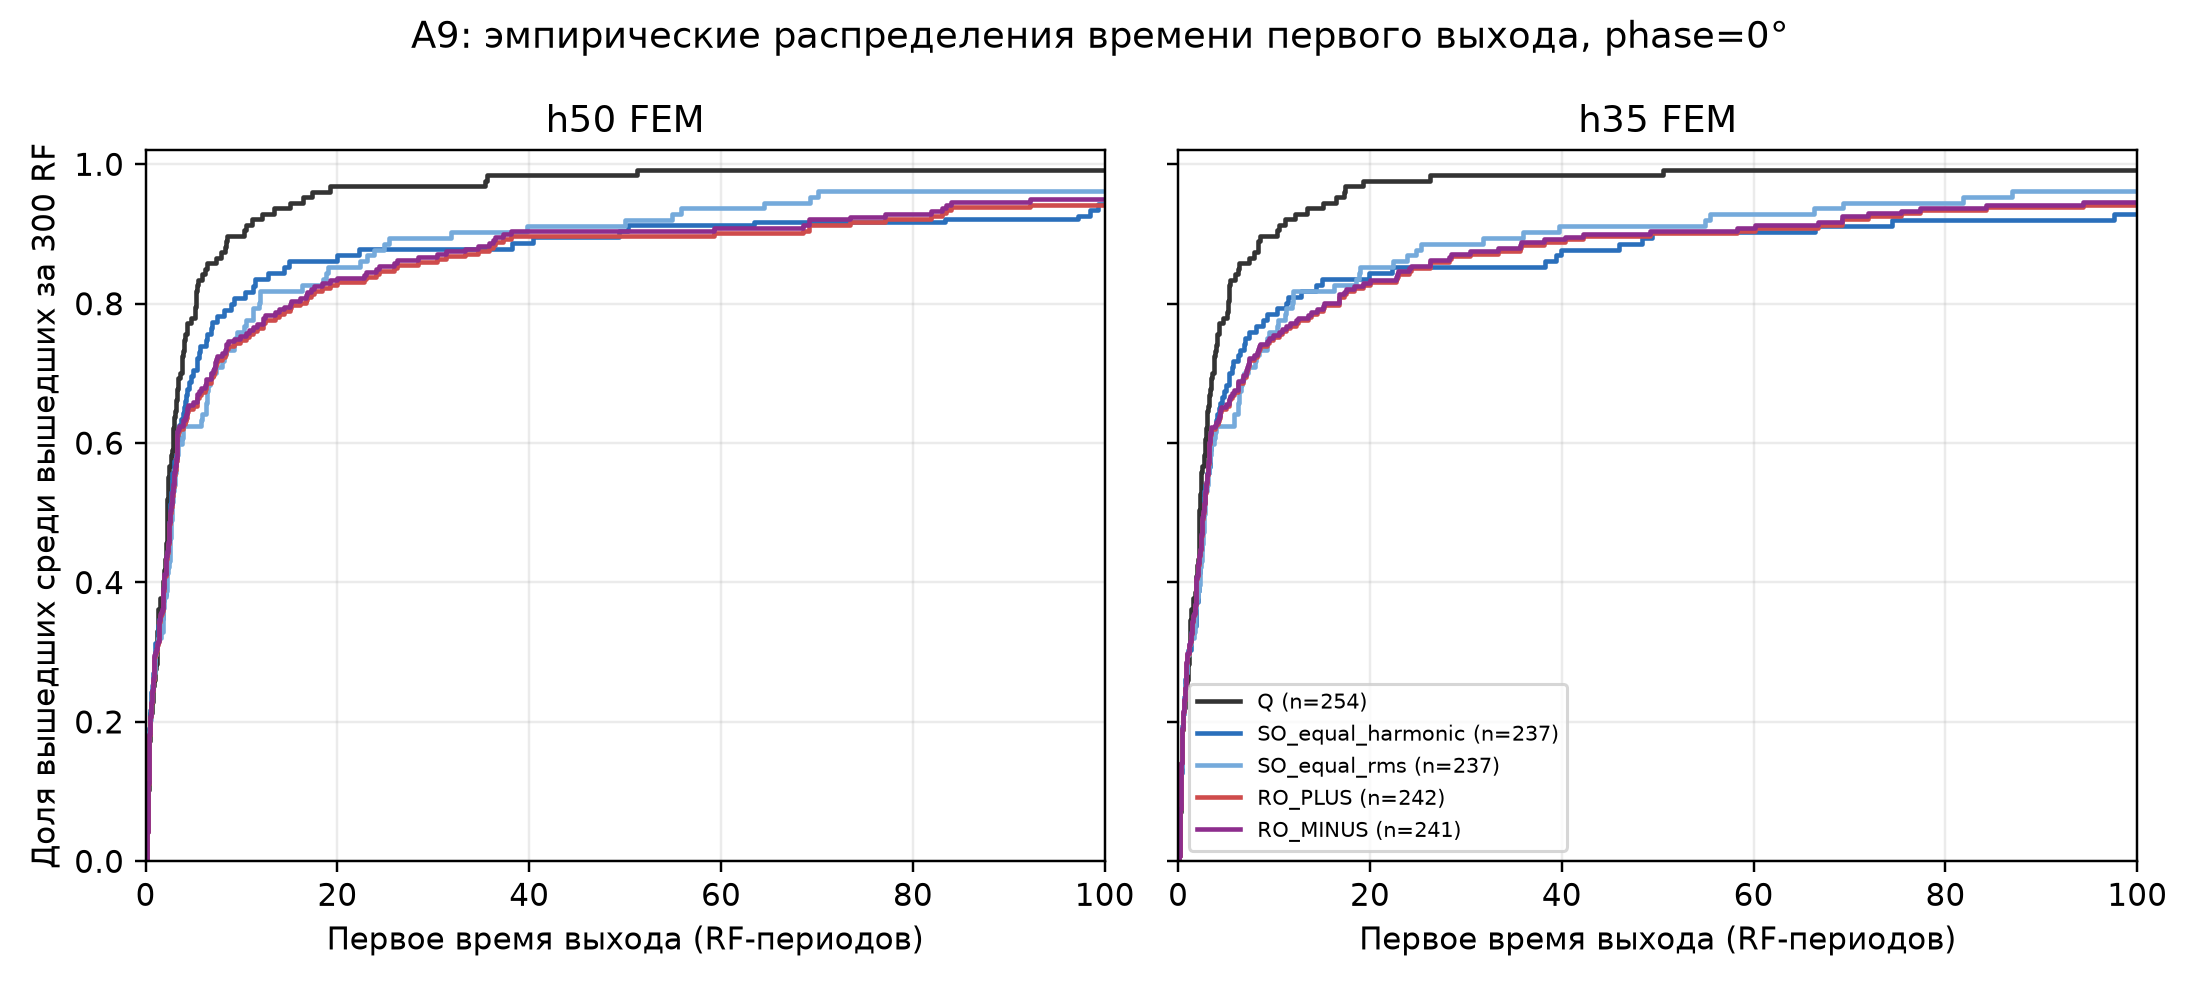 A9: эмпирические распределения времени первого выхода, phase=0°
h50 FEM
Доля вышедших среди вышедших за 300 RF
1.0
0.8
0.6
0.4
0.2
0.0
0 20 40 60 80 100
Первое время выхода (RF-периодов)
h35 FEM
Q (n=254)
SO_equal_harmonic (n=237)
SO_equal_rms (n=237)
RO_PLUS (n=242)
RO_MINUS (n=241)
0 20 40 60 80 100
Первое время выхода (RF-периодов)